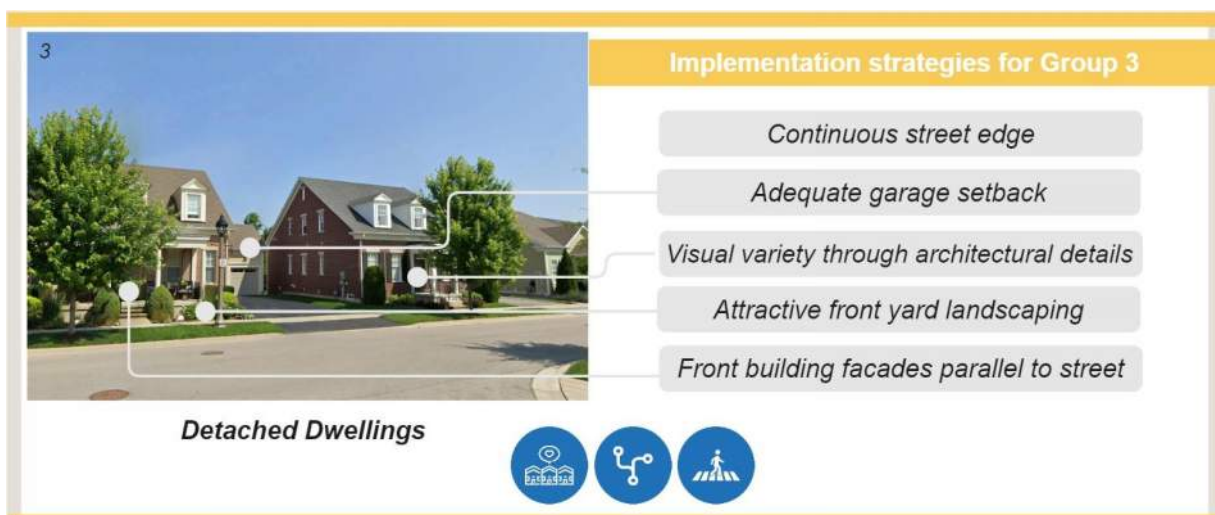 3
Implementation strategies for Group 3
Continuous street edge
Adequate garage setback
Visual variety through architectural details
Attractive front yard landscaping
Front building facades parallel to street
Detached Dwellings